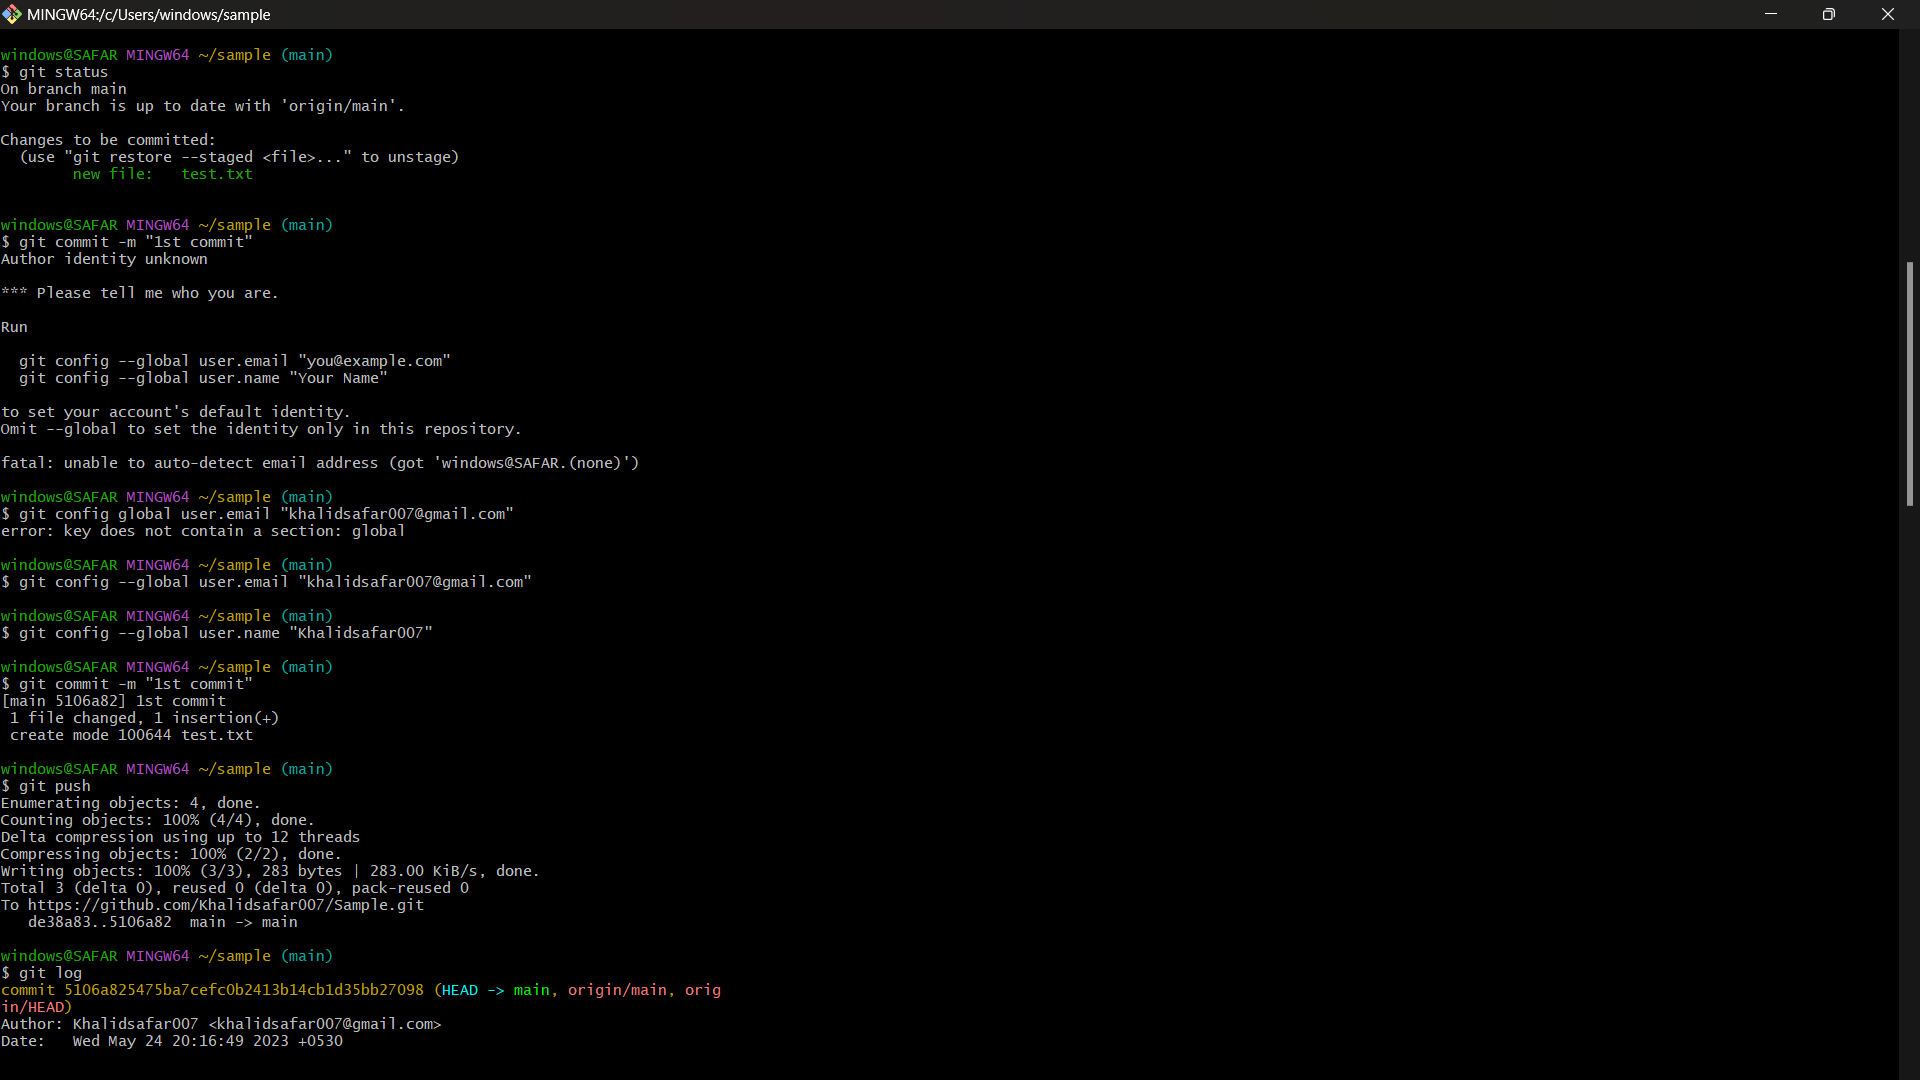 MINGW64:/c/Users/windows/sample
windows@SAFAR MINGW64 ~/sample (main)
$ git status
On branch main
Your branch is up to date with 'origin/main'.
Changes to be committed:
  (use "git restore --staged <file>..." to unstage)
        new file:   test.txt
windows@SAFAR MINGW64 ~/sample (main)
$ git commit -m "1st commit"
Author identity unknown
*** Please tell me who you are.
Run
  git config --global user.email "you@example.com"
  git config --global user.name "Your Name"
to set your account's default identity.
Omit --global to set the identity only in this repository.
fatal: unable to auto-detect email address (got 'windows@SAFAR.(none)')
windows@SAFAR MINGW64 ~/sample (main)
$ git config global user.email "khalidsafar007@gmail.com"
error: key does not contain a section: global
windows@SAFAR MINGW64 ~/sample (main)
$ git config --global user.email "khalidsafar007@gmail.com"
windows@SAFAR MINGW64 ~/sample (main)
$ git config --global user.name "Khalidsafar007"
windows@SAFAR MINGW64 ~/sample (main)
$ git commit -m "1st commit"
[main 5106a82] 1st commit
 1 file changed, 1 insertion(+)
 create mode 100644 test.txt
windows@SAFAR MINGW64 ~/sample (main)
$ git push
Enumerating objects: 4, done.
Counting objects: 100% (4/4), done.
Delta compression using up to 12 threads
Compressing objects: 100% (2/2), done.
Writing objects: 100% (3/3), 283 bytes | 283.00 KiB/s, done.
Total 3 (delta 0), reused 0 (delta 0), pack-reused 0
To https://github.com/Khalidsafar007/Sample.git
   de38a83..5106a82  main -> main
windows@SAFAR MINGW64 ~/sample (main)
$ git log
commit 5106a825475ba7cefc0b2413b14cb1d35bb27098 (HEAD -> main, origin/main, orig
in/HEAD)
Author: Khalidsafar007 <khalidsafar007@gmail.com>
Date:   Wed May 24 20:16:49 2023 +0530